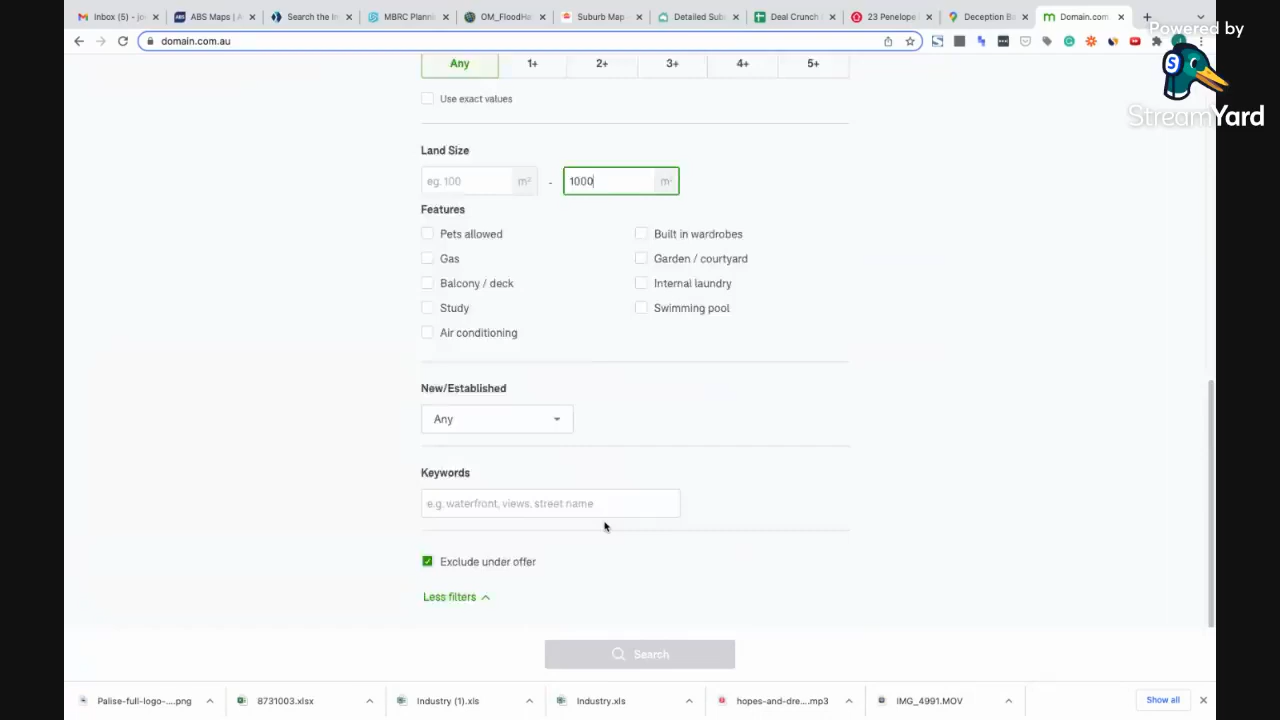 Inbox (5) - jo
ABS Maps | A
Search the In
MBRC Planni
OM_FloodHa
Suburb Map
Detailed Sub
Deal Crunch
23 Penelope
Deception Ba
Domain.com
domain.com.au
Powered by
StreamYard
Any 1+ 2+ 3+ 4+ 5+
Use exact values
Land Size
eg. 100 m² - 1000 m²
Features
Pets allowed Built in wardrobes
Gas Garden / courtyard
Balcony / deck Internal laundry
Study Swimming pool
Air conditioning
New/Established
Any
Keywords
e.g. waterfront, views, street name
Exclude under offer
Less filters
Search
Palise-full-logo-....png 8731003.xlsx Industry (1).xls Industry.xls hopes-and-dre....mp3 IMG_4991.MOV Show all